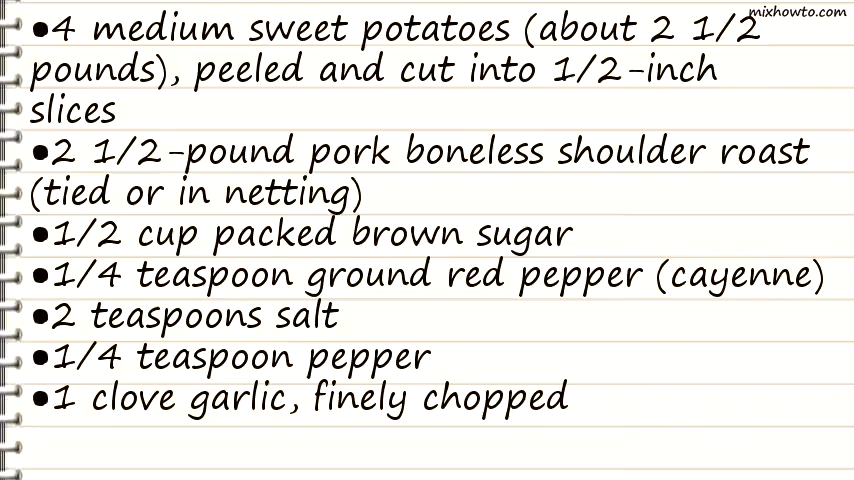 mixhowto.com
•4 medium sweet potatoes (about 2 1/2
pounds), peeled and cut into 1/2-inch
slices
•2 1/2-pound pork boneless shoulder roast
(tied or in netting)
•1/2 cup packed brown sugar
•1/4 teaspoon ground red pepper (cayenne)
•2 teaspoons salt
•1/4 teaspoon pepper
•1 clove garlic, finely chopped